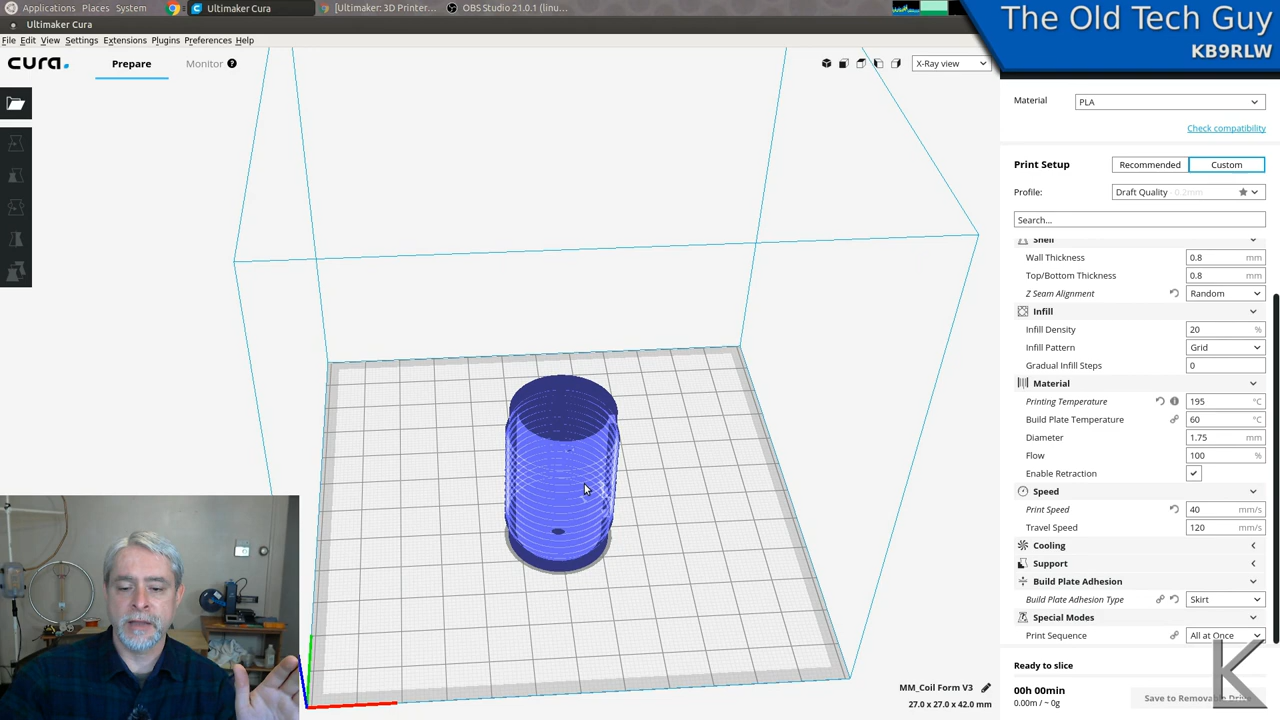 Applications Places System
Ultimaker Cura
[Ultimaker: 3D Printer...
OBS Studio 21.0.1 (linu...
The Old Tech Guy
KB9RLW
Ultimaker Cura
File Edit View Settings Extensions Plugins Preferences Help
cura.
Prepare
Monitor
X-Ray view
Material
PLA
Check compatibility
Print Setup
Recommended
Custom
Profile:
Draft Quality - 0.2mm
Search...
Shell
Wall Thickness 0.8 mm
Top/Bottom Thickness 0.8 mm
Z Seam Alignment Random
Infill
Infill Density 20 %
Infill Pattern Grid
Gradual Infill Steps 0
Material
Printing Temperature 195 °C
Build Plate Temperature 60 °C
Diameter 1.75 mm
Flow 100 %
Enable Retraction
Speed
Print Speed 40 mm/s
Travel Speed 120 mm/s
Cooling
Support
Build Plate Adhesion
Build Plate Adhesion Type Skirt
Special Modes
Print Sequence All at Once
Ready to slice
MM_Coil Form V3
27.0 x 27.0 x 42.0 mm
00h 00min
0.00m / ~ 0g
Save to Removable Drive
K